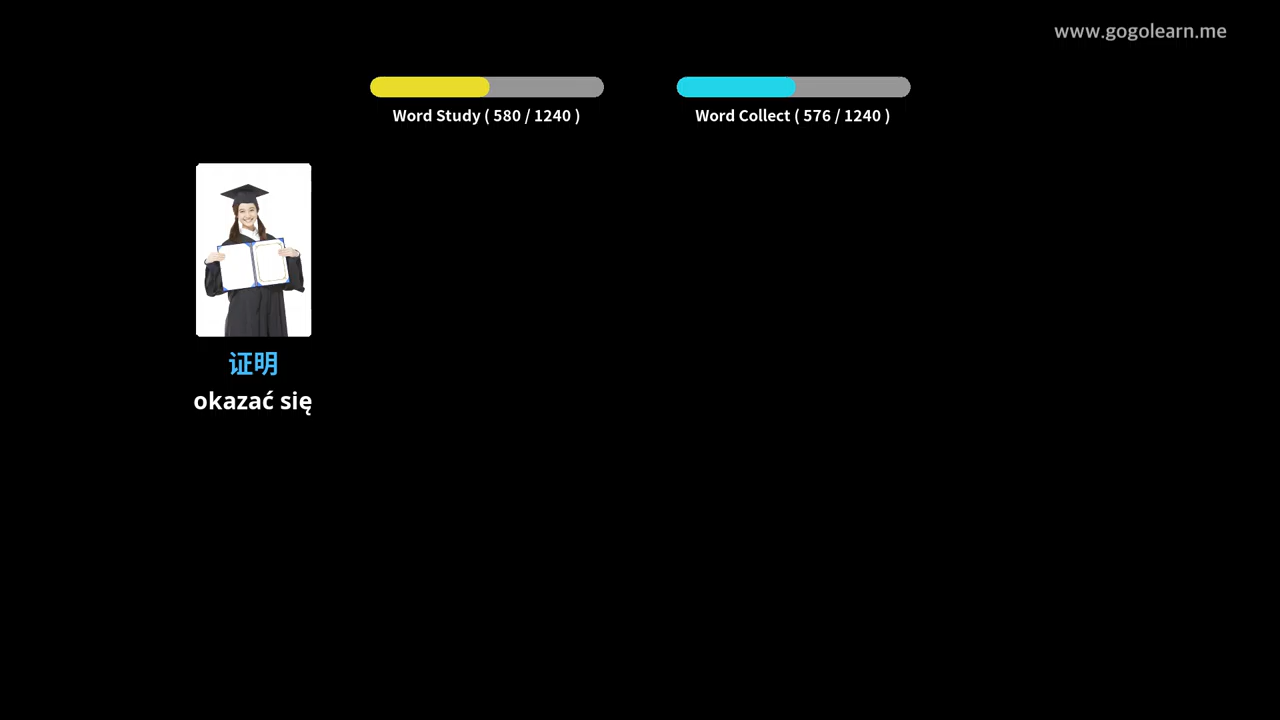 www.gogolearn.me
Word Study ( 580 / 1240 )
Word Collect ( 576 / 1240 )
证明
okazać się